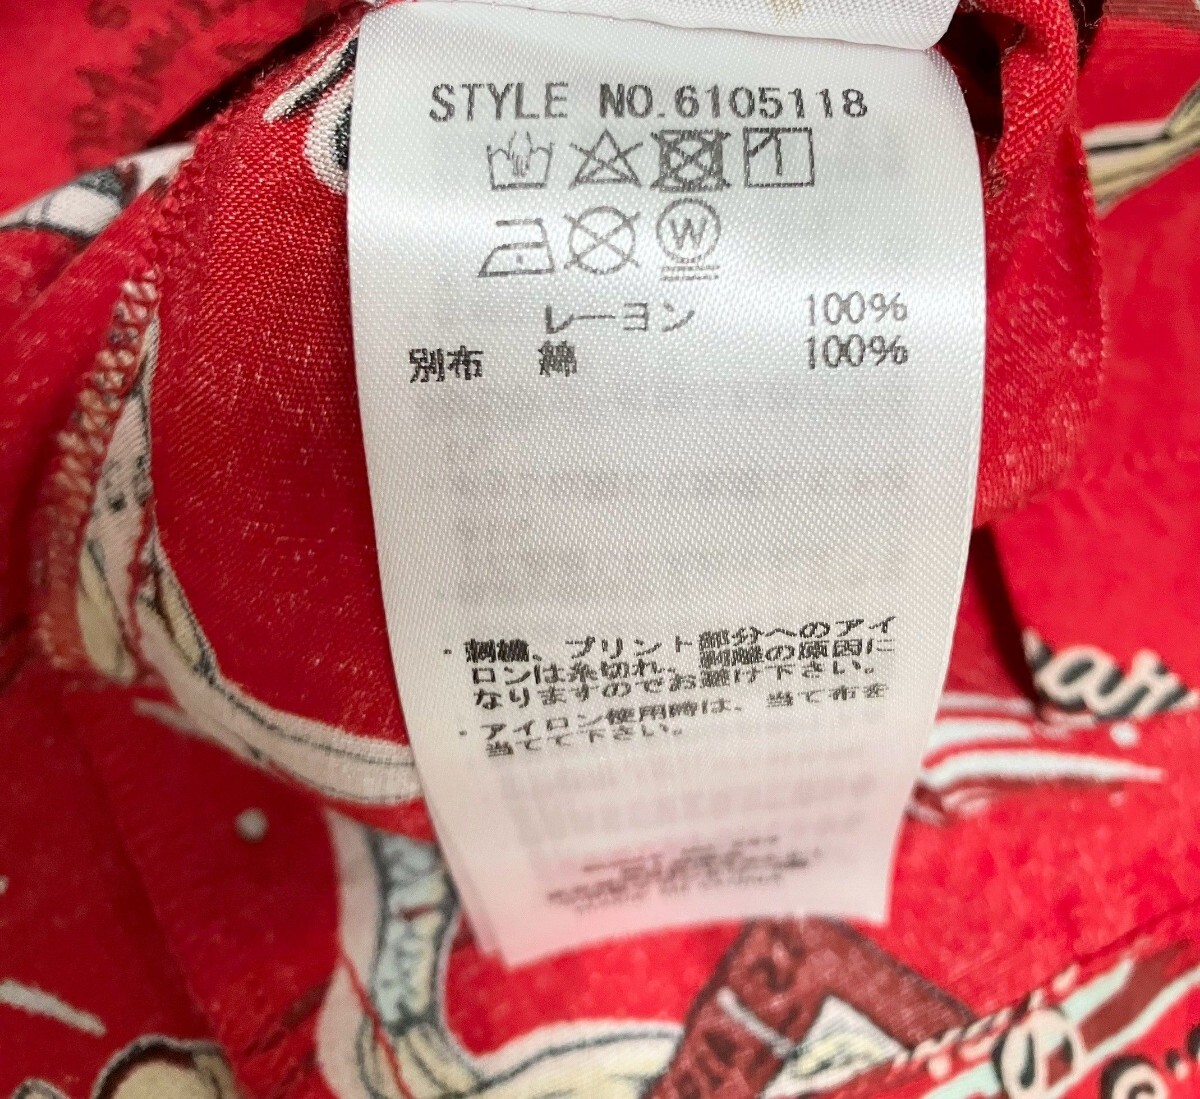 STYLE NO.6105118
W
レーヨン 100%
別布 綿 100%
・刺繍、プリント部分へのアイ
ロンは糸切れ、剥離の原因に
なりますのでお避け下さい。
・アイロン使用時は、当て布を
当てて下さい。